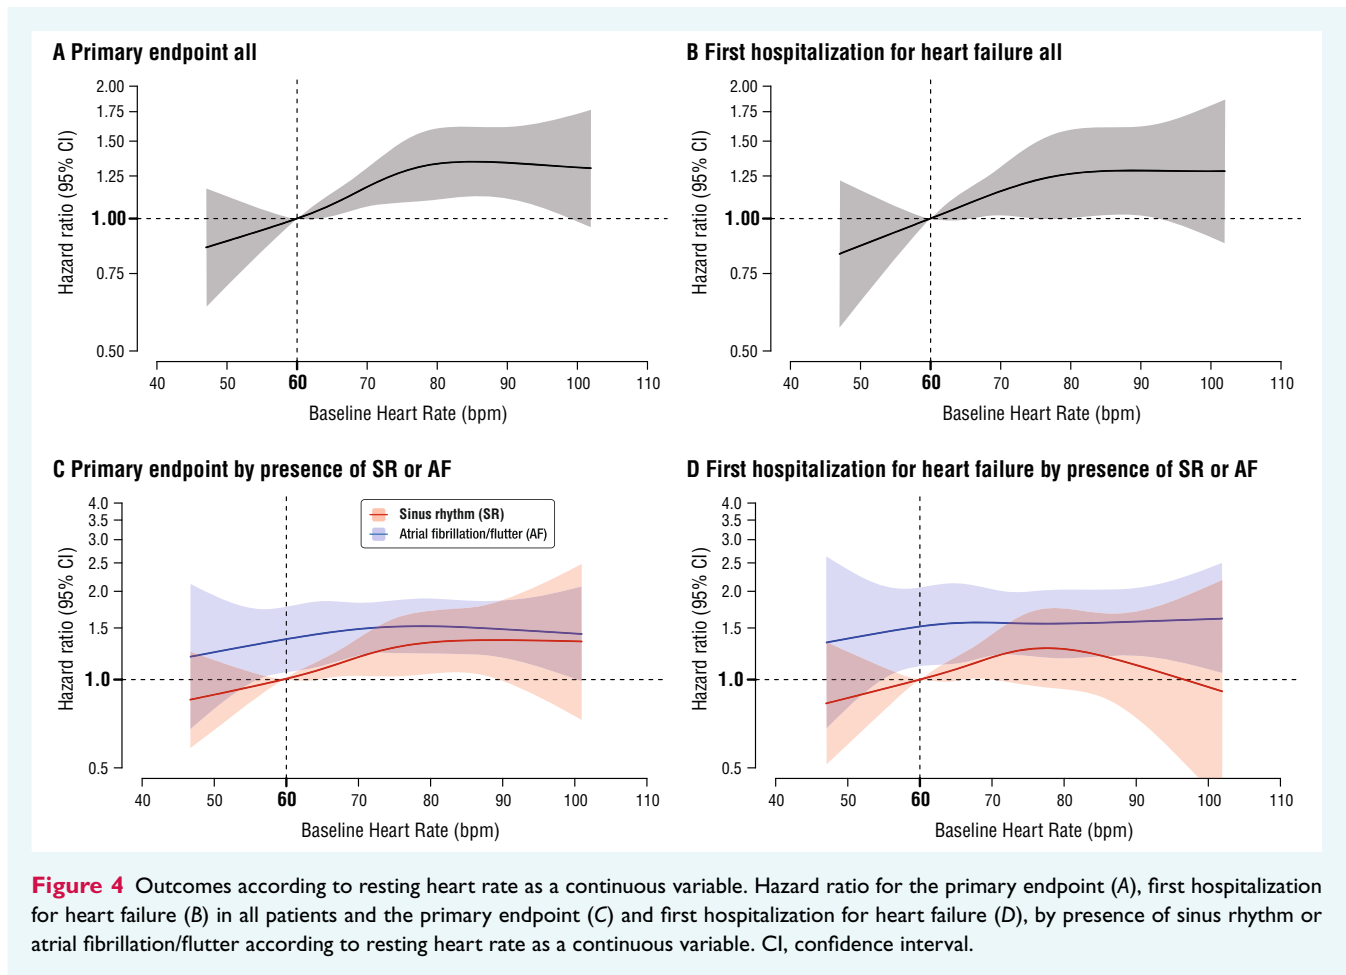 A Primary endpoint all
2.00
1.75
1.50
1.25
1.00
0.75
0.50
Hazard ratio (95% CI)
40 50 60 70 80 90 100 110
Baseline Heart Rate (bpm)
B First hospitalization for heart failure all
2.00
1.75
1.50
1.25
1.00
0.75
0.50
Hazard ratio (95% CI)
40 50 60 70 80 90 100 110
Baseline Heart Rate (bpm)
C Primary endpoint by presence of SR or AF
4.0
3.5
3.0
2.5
2.0
1.5
1.0
0.5
Hazard ratio (95% CI)
Sinus rhythm (SR)
Atrial fibrillation/flutter (AF)
40 50 60 70 80 90 100 110
Baseline Heart Rate (bpm)
D First hospitalization for heart failure by presence of SR or AF
4.0
3.5
3.0
2.5
2.0
1.5
1.0
0.5
Hazard ratio (95% CI)
40 50 60 70 80 90 100 110
Baseline Heart Rate (bpm)
Figure 4 Outcomes according to resting heart rate as a continuous variable. Hazard ratio for the primary endpoint (A), first hospitalization
for heart failure (B) in all patients and the primary endpoint (C) and first hospitalization for heart failure (D), by presence of sinus rhythm or
atrial fibrillation/flutter according to resting heart rate as a continuous variable. CI, confidence interval.